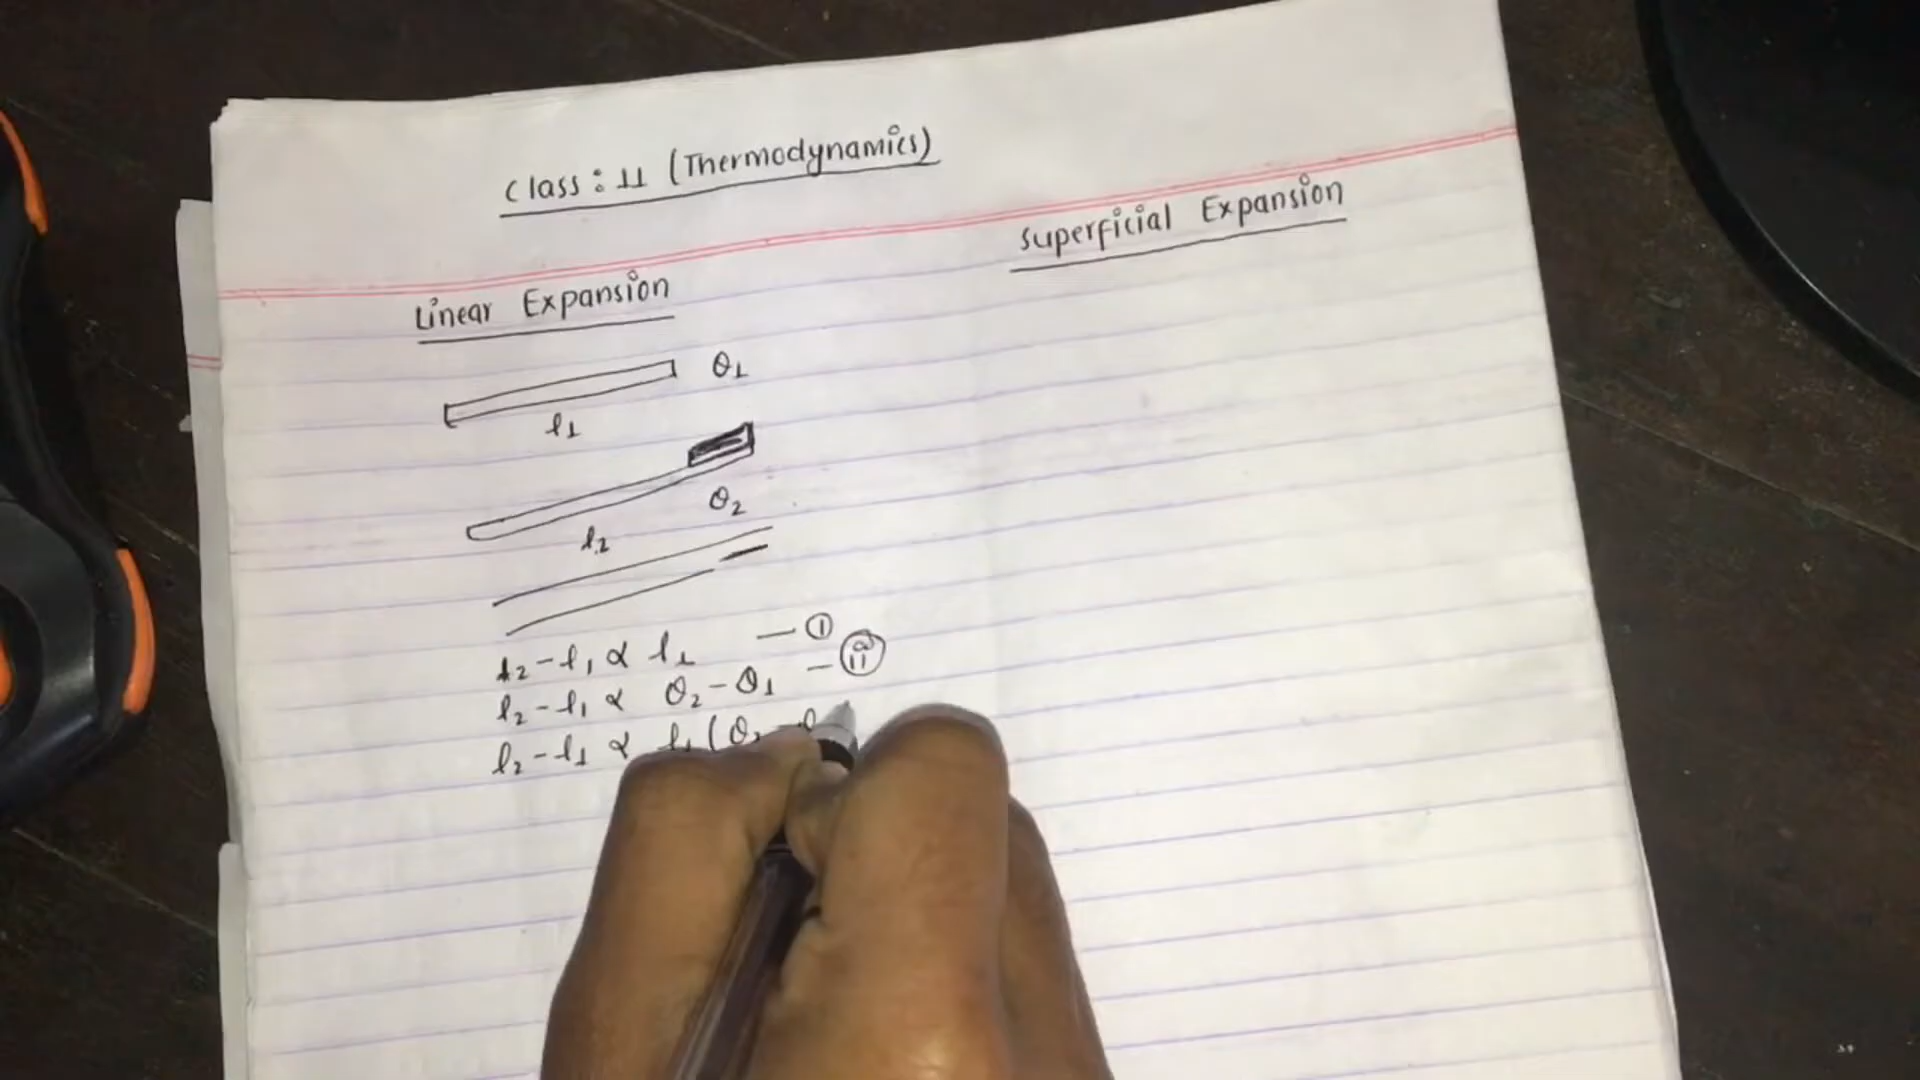 Class: 11 (Thermodynamics)
Superficial Expansion
Linear Expansion
θ1
l1
θ2
l2
l2 - l1 ∝ l1 — ①
l2 - l1 ∝ θ2 - θ1 — ⑪
l2 - l1 ∝ l1 (θ2 -